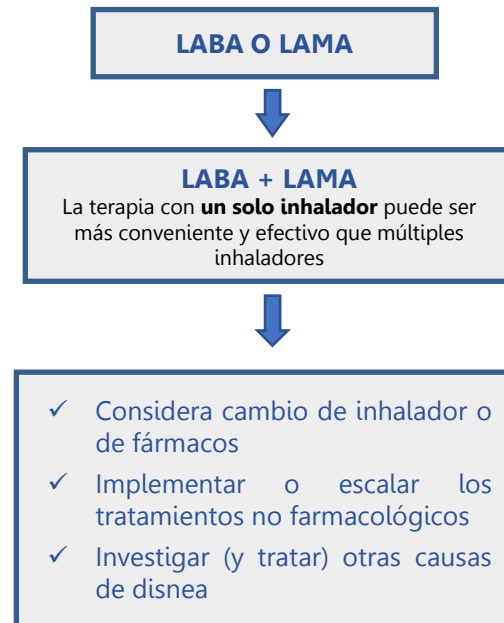 LABA O LAMA
LABA + LAMA
La terapia con un solo inhalador puede ser
más conveniente y efectivo que múltiples
inhaladores
✓ Considera cambio de inhalador o
de fármacos
✓ Implementar o escalar los
tratamientos no farmacológicos
✓ Investigar (y tratar) otras causas
de disnea